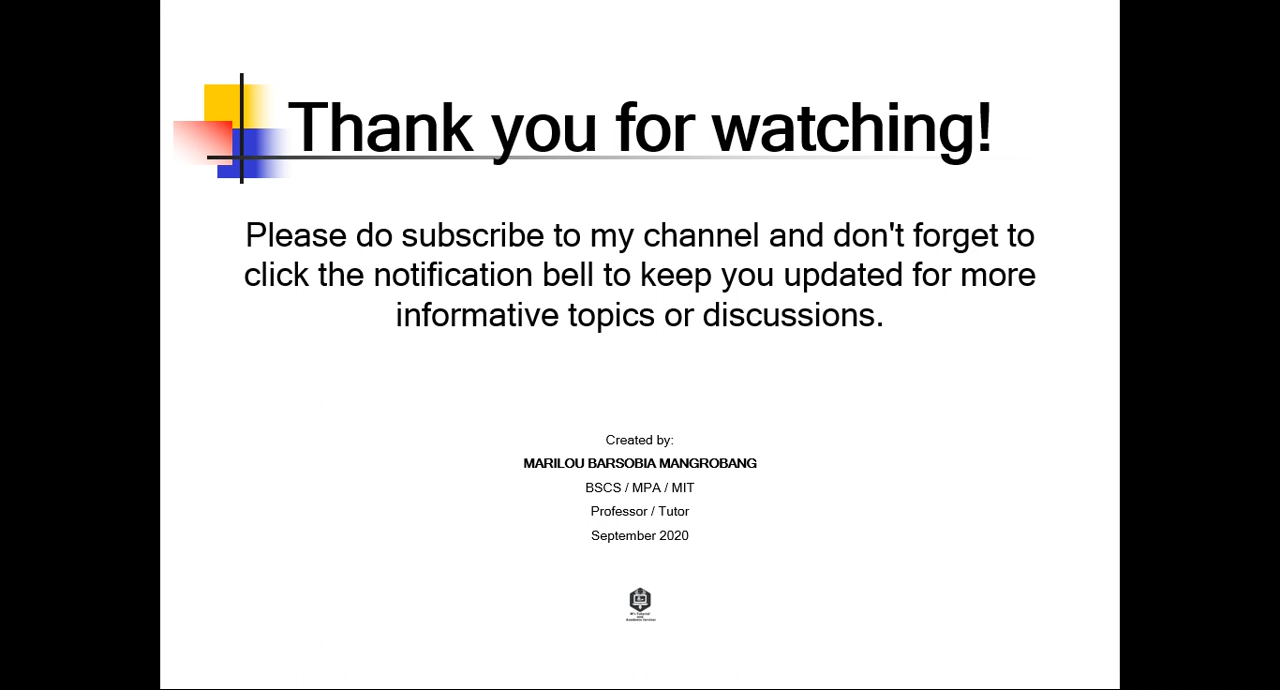 Thank you for watching!
Please do subscribe to my channel and don't forget to
click the notification bell to keep you updated for more
informative topics or discussions.
Created by:
MARILOU BARSOBIA MANGROBANG
BSCS / MPA / MIT
Professor / Tutor
September 2020